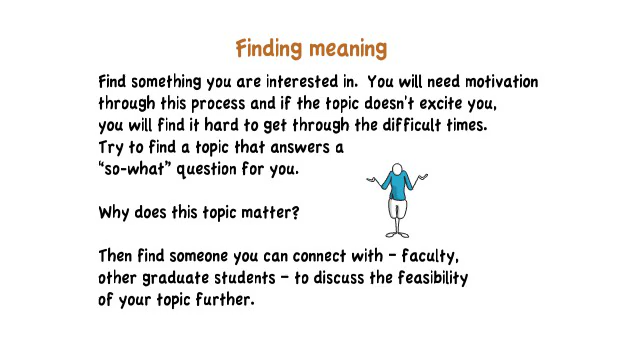 Finding meaning
Find something you are interested in. You will need motivation
through this process and if the topic doesn't excite you,
you will find it hard to get through the difficult times.
Try to find a topic that answers a
“so-what” question for you.
Why does this topic matter?
Then find someone you can connect with – faculty,
other graduate students – to discuss the feasibility
of your topic further.